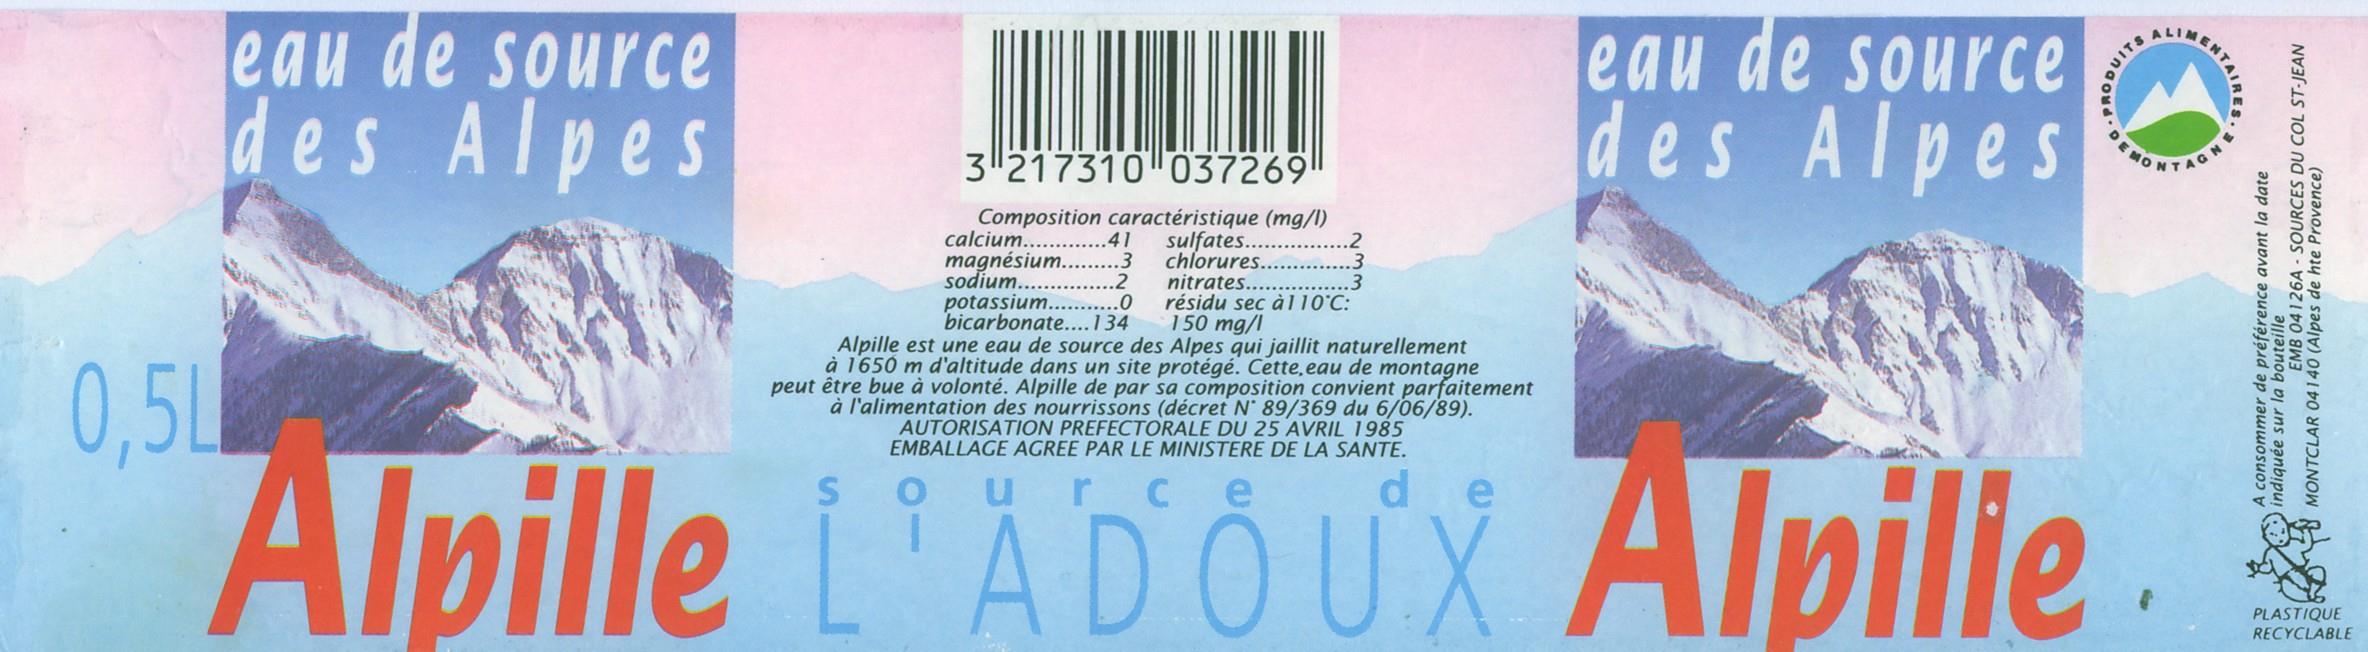 eau de source
des Alpes
0,5L
Alpille
3 217310 037269
Composition caractéristique (mg/l)
calcium.............41 sulfates................2
magnésium.........3 chlorures..............3
sodium...............2 nitrates................3
potassium...........0 résidu sec à110°C:
bicarbonate....134 150 mg/l
Alpille est une eau de source des Alpes qui jaillit naturellement
à 1650 m d'altitude dans un site protégé. Cette,eau de montagne
peut être bue à volonté. Alpille de par sa composition convient parfaitement
à l'alimentation des nourrissons (décret N° 89/369 du 6/06/89).
AUTORISATION PREFECTORALE DU 25 AVRIL 1985
EMBALLAGE AGREE PAR LE MINISTERE DE LA SANTE.
source de
L'ADOUX
eau de source
des Alpes
Alpille
PRODUITS ALIMENTAIRES
DE MONTAGNE
A consommer de préférence avant la date
indiquée sur la bouteille
EMB 04126A - SOURCES DU COL ST-JEAN
MONTCLAR 04140 (Alpes de hte Provence)
PLASTIQUE
RECYCLABLE